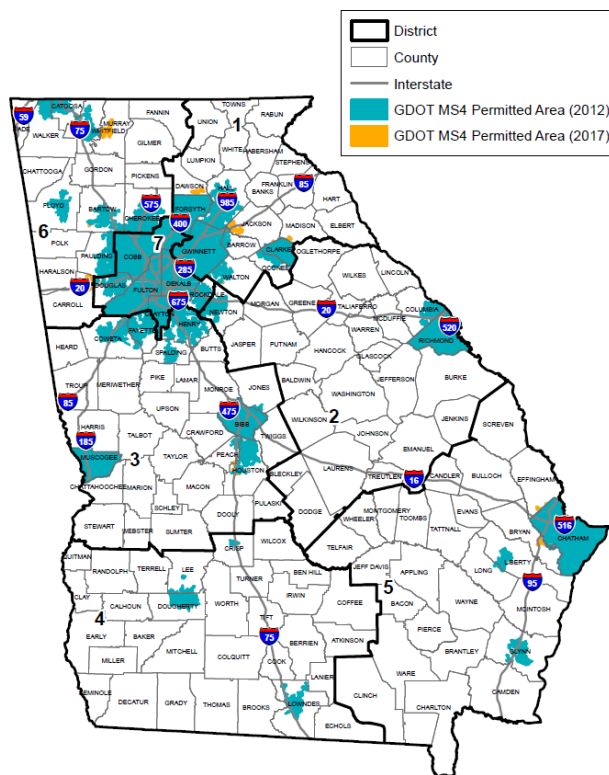 District
County
Interstate
GDOT MS4 Permitted Area (2012)
GDOT MS4 Permitted Area (2017)
TOWNS
RABUN
FANNIN
UNION
1
CATOOSA
59
ADE
WALKER
75
MURRAY
WHITFIELD
GILMER
WHITE
HABERSHAM
LUMPKIN
STEPHENS
CHATTOOGA
GORDON
PICKENS
DAWSON
HALL
BANKS
FRANKLIN
85
HART
FLOYD
BARTOW
CHEROKEE
575
FORSYTH
985
400
JACKSON
MADISON
ELBERT
6
7
POLK
PAULDING
COBB
GWINNETT
BARROW
CLARKE
OGLETHORPE
HARALSON
20
DOUGLAS
285
DEKALB
FULTON
WALTON
OCONEE
WILKES
LINCOLN
CARROLL
675
ROCKDALE
CLAYTO
NEWTON
MORGAN
GREENE
20
TALIAFERRO
MCDUFFIE
COLUMBIA
520
RICHMOND
HEARD
COWETA
FAYETTE
HENRY
SPALDING
BUTTS
JASPER
PUTNAM
HANCOCK
WARREN
GLASCOCK
BURKE
TROUP
MERIWETHER
PIKE
LAMAR
MONROE
JONES
BALDWIN
WASHINGTON
JEFFERSON
85
UPSON
475
BIBB
WILKINSON
2
JENKINS
SCREVEN
HARRIS
185
TALBOT
CRAWFORD
TWIGGS
JOHNSON
MUSCOGEE
3
TAYLOR
PEACH
HOUSTON
BLECKLEY
LAURENS
EMANUEL
CHATTAHOOCHEE
MARION
MACON
TREUTLEN
16
CANDLER
BULLOCH
EFFINGHAM
SCHLEY
DOOLY
PULASKI
DODGE
STEWART
WEBSTER
SUMTER
MONTGOMERY
WHEELER
TOOMBS
EVANS
TATTNALL
BRYAN
516
CHATHAM
QUITMAN
CRISP
WILCOX
TELFAIR
RANDOLPH
TERRELL
LEE
TURNER
BEN HILL
JEFF DAVIS
APPLING
LONG
LIBERTY
CLAY
4
CALHOUN
DOUGHERTY
WORTH
IRWIN
COFFEE
5
BACON
WAYNE
95
MCINTOSH
EARLY
BAKER
TIFT
75
BERRIEN
ATKINSON
PIERCE
MILLER
MITCHELL
COLQUITT
COOK
BRANTLEY
GLYNN
LANIER
WARE
SEMINOLE
DECATUR
GRADY
THOMAS
BROOKS
LOWNDES
CLINCH
CAMDEN
CHARLTON
ECHOLS